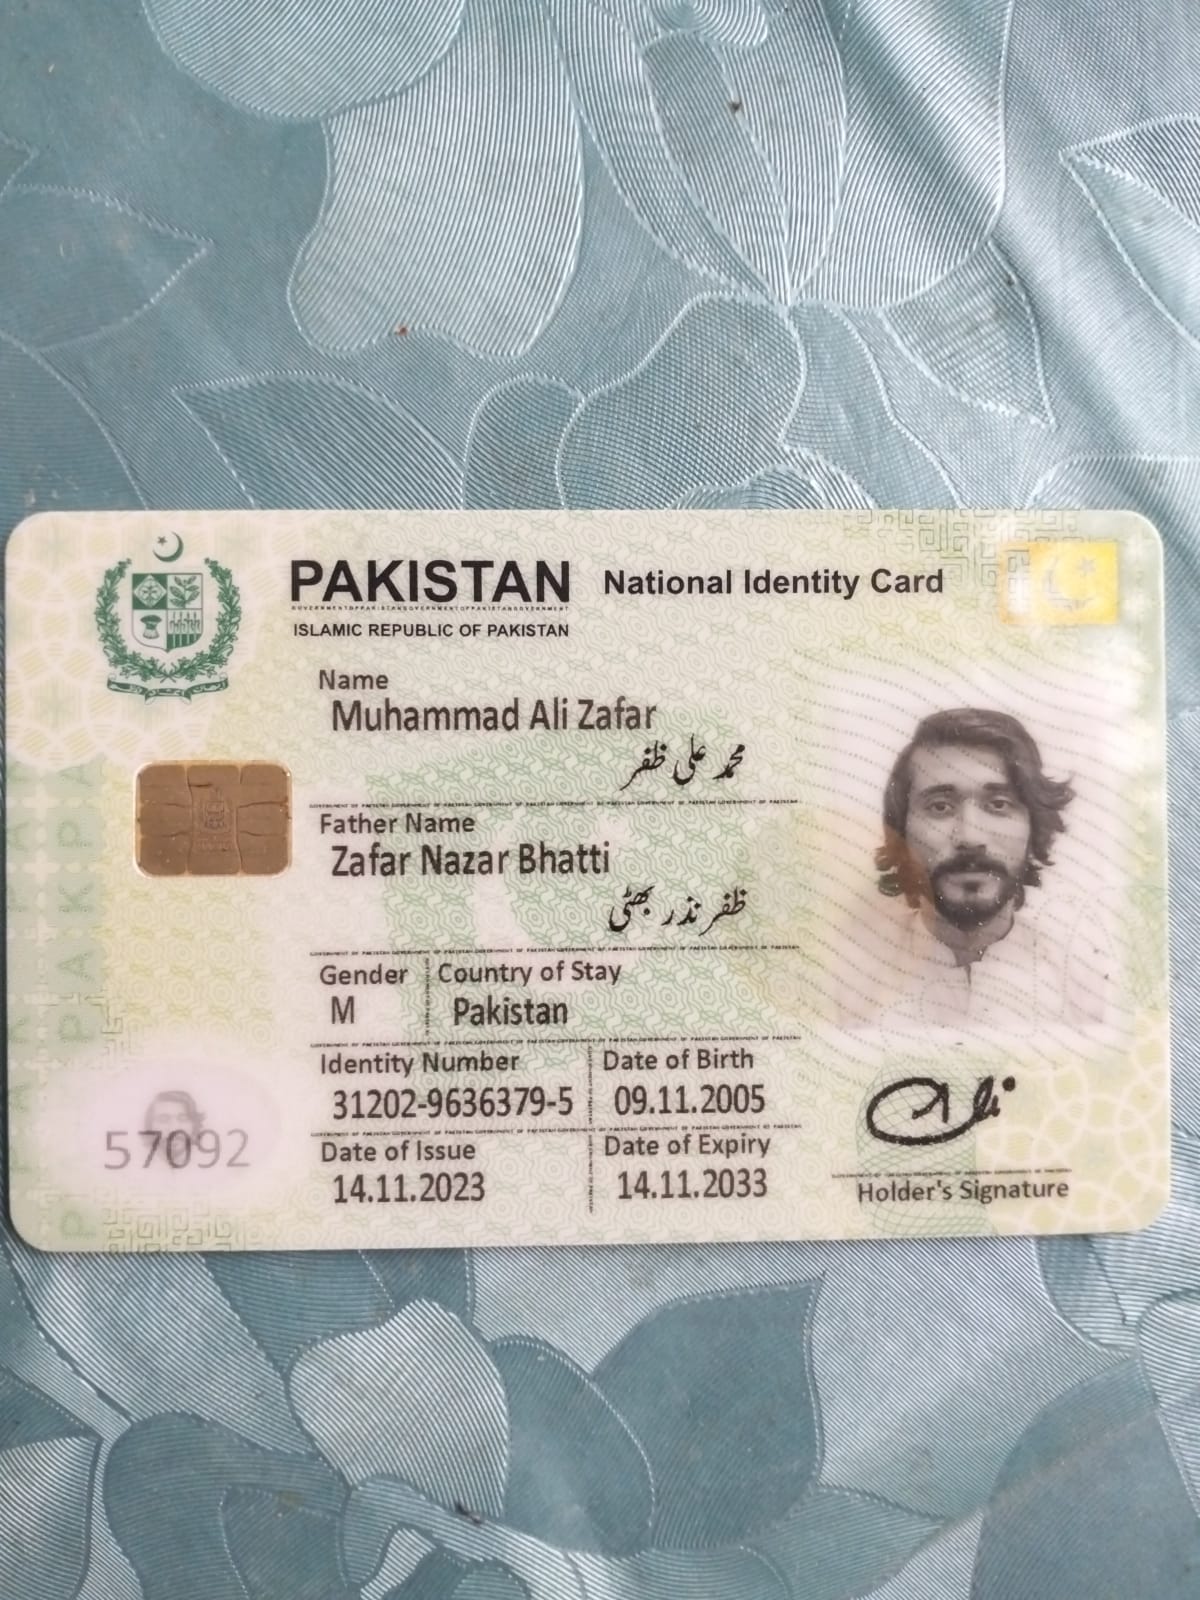 PAKISTAN National Identity Card
ISLAMIC REPUBLIC OF PAKISTAN
Name
Muhammad Ali Zafar
محمد علی ظفر
Father Name
Zafar Nazar Bhatti
ظفر نذر بھٹی
Gender Country of Stay
M Pakistan
Identity Number Date of Birth
31202-9636379-5 09.11.2005
Date of Issue Date of Expiry
14.11.2023 14.11.2033
57092
Holder's Signature